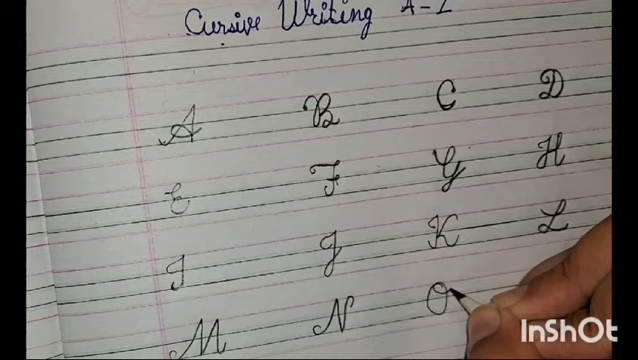 Cursive Writing A-Z
A B C D
E F G H
I J K L
M N O
InShOt